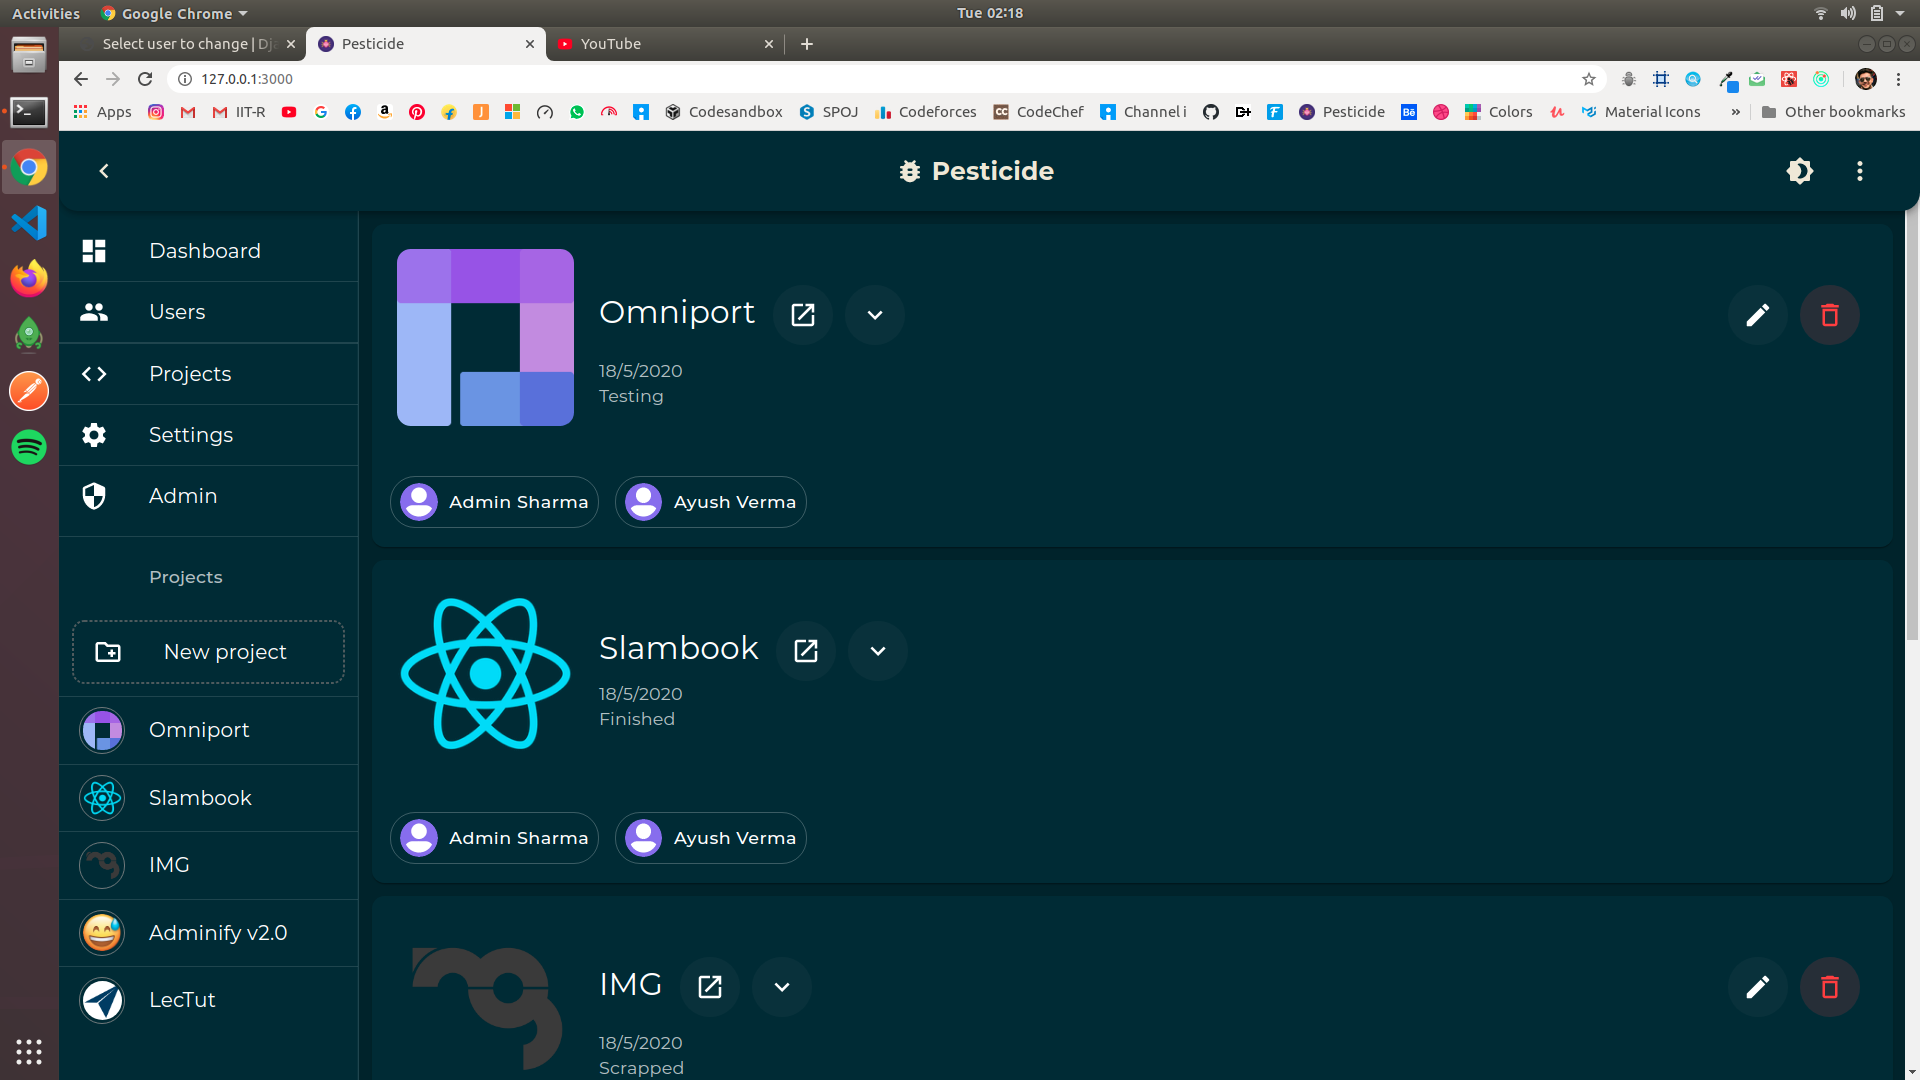 Activities Google Chrome Tue 02:18
Select user to change | Dja Pesticide YouTube
127.0.0.1:3000
Apps IIT-R Codesandbox SPOJ Codeforces CodeChef Channel i Pesticide Colors Material Icons » Other bookmarks
Pesticide
Dashboard
Users
Projects
Settings
Admin
Projects
New project
Omniport
Slambook
IMG
Adminify v2.0
LecTut
Omniport
18/5/2020
Testing
Admin Sharma Ayush Verma
Slambook
18/5/2020
Finished
Admin Sharma Ayush Verma
IMG
18/5/2020
Scrapped